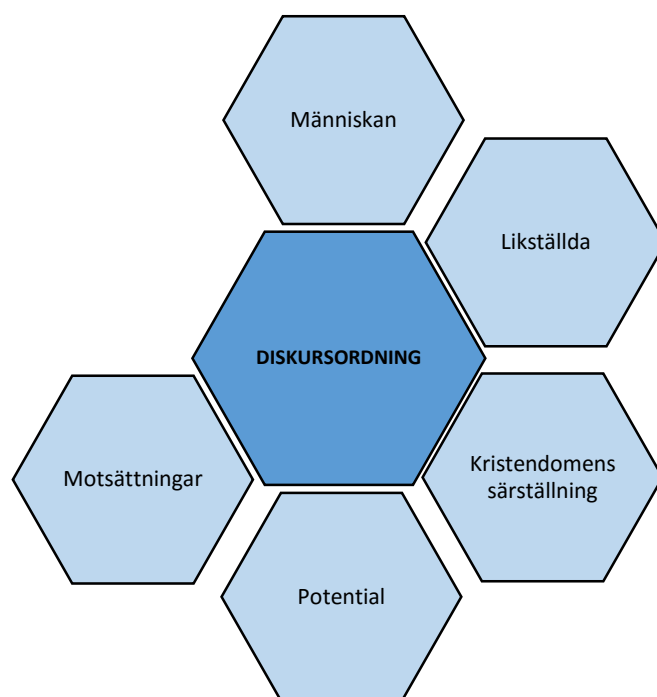 Människan
Likställda
DISKURSORDNING
Kristendomens
särställning
Motsättningar
Potential